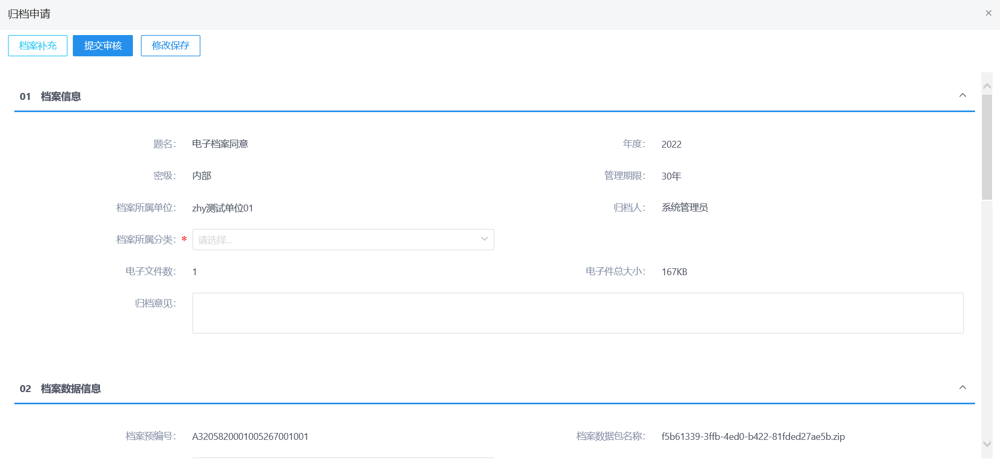 归档申请
档案补充 提交审核 修改保存
01 档案信息
题名： 电子档案同意 年度： 2022
密级： 内部 管理期限： 30年
档案所属单位： zhy测试单位01 归档人： 系统管理员
档案所属分类：* 请选择...
电子文件数： 1 电子件总大小： 167KB
归档意见：
02 档案数据信息
档案预编号： A3205820001005267001001 档案数据包名称： f5b61339-3ffb-4ed0-b422-81fded27ae5b.zip